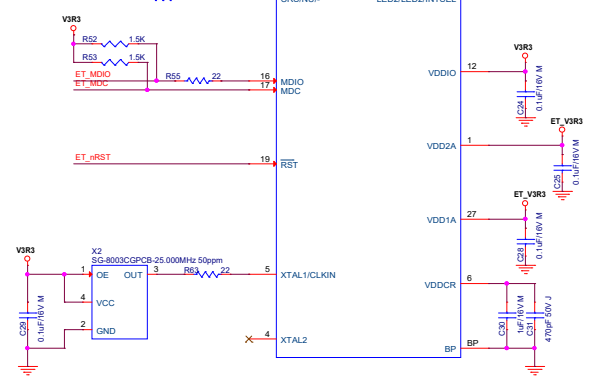 V3R3
R52 1.5K
R53 1.5K
ET_MDIO
ET_MDC
R55 22
16 MDIO
17 MDC
ET_nRST
19 RST
V3R3
X2
SG-8003CGPCB-25.000MHz 50ppm
1 OE OUT 3
R63 22
5 XTAL1/CLKIN
4 VCC
2 GND
C29
0.1uF/16V M
4 XTAL2
VDDIO 12
V3R3
C24
0.1uF/16V M
VDD2A 1
ET_V3R3
C25
0.1uF/16V M
VDD1A 27
ET_V3R3
C28
0.1uF/16V M
VDDCR 6
C30
1uF/16V M
C31
470pF 50V J
BP BP